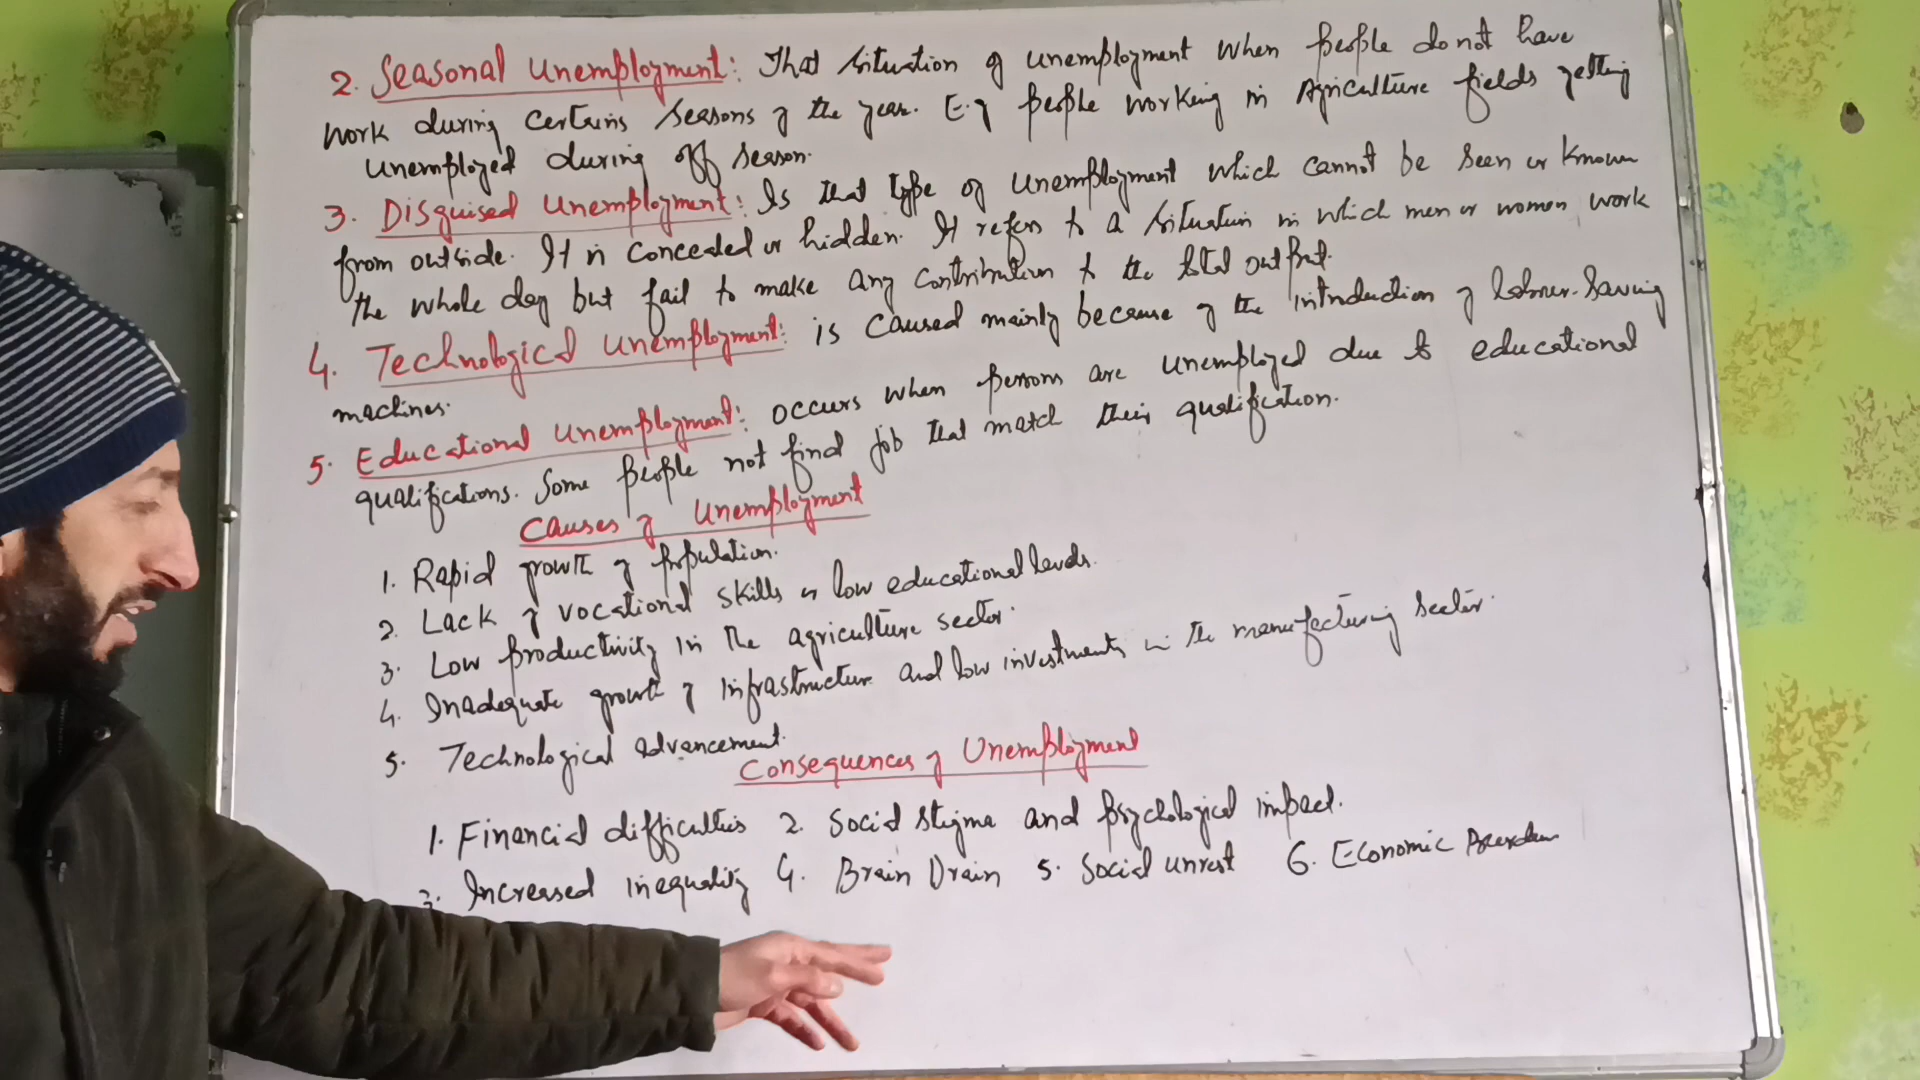 2. Seasonal Unemployment: That situation of unemployment when people do not have
work during certains seasons of the year. E.g people working in Agriculture fields getting
unemployed during off season.
3. Disguised Unemployment: Is that type of unemployment which cannot be seen or known
from outside. It is concealed or hidden. It refers to a situation in which men or women work
the whole day but fail to make any contribution to the total output.
4. Technological unemployment: is caused mainly because of the introduction of labour-saving
machines.
5. Educational unemployment: occurs when persons are unemployed due to educational
qualifications. Some people not find job that match their qualification.
Causes of Unemployment
1. Rapid growth of population.
2. Lack of vocational skills or low educational levels.
3. Low productivity in the agriculture sector.
4. Inadequate growth of infrastructure and low investments in the manufacturing sector.
5. Technological advancement.
Consequences of Unemployment
1. Financial difficulties 2. Social stigma and psychological impact.
3. Increased inequality 4. Brain Drain 5. Social unrest 6. Economic